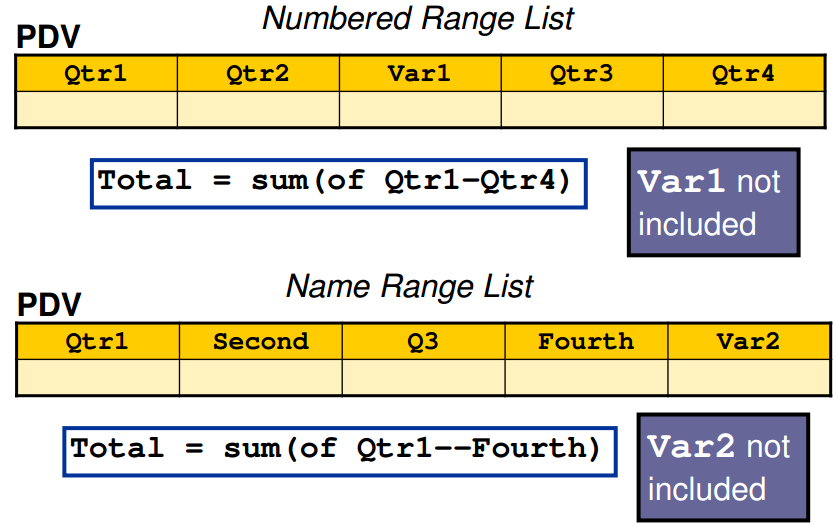 Numbered Range List
PDV
Qtr1 Qtr2 Var1 Qtr3 Qtr4
Total = sum(of Qtr1-Qtr4)
Var1 not
included
Name Range List
PDV
Qtr1 Second Q3 Fourth Var2
Total = sum(of Qtr1--Fourth)
Var2 not
included